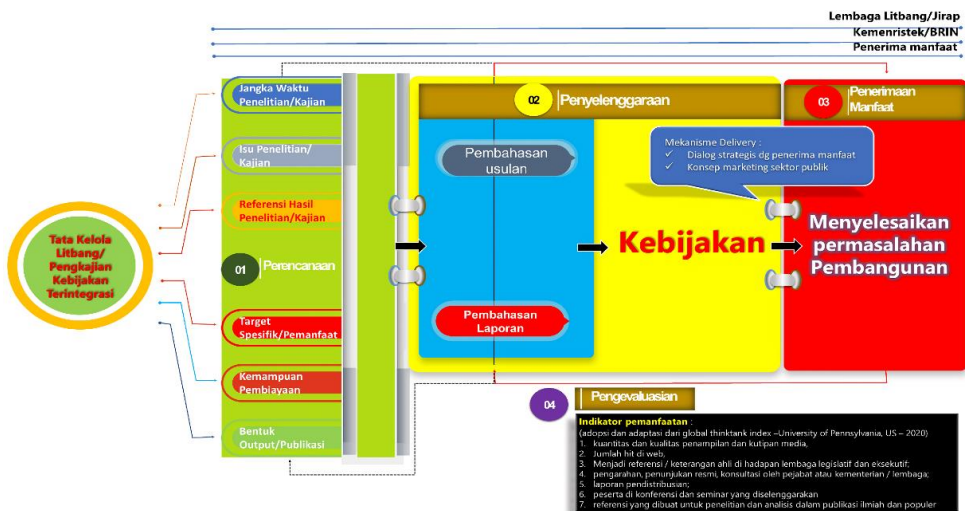 Lembaga Litbang/Jirap
Kemenristek/BRIN
Penerima manfaat
Tata Kelola
Litbang/
Pengkajian
Kebijakan
Terintegrasi
Jangka Waktu
Penelitian/Kajian
Isu Penelitian/
Kajian
Referensi Hasil
Penelitian/Kajian
01 Perencanaan
Target
Spesifik/Pemanfaat
Kemampuan
Pembiayaan
Bentuk
Output/Publikasi
02 Penyelenggaraan
Pembahasan
usulan
Pembahasan
Laporan
Kebijakan
Mekanisme Delivery :
✓ Dialog strategis dg penerima manfaat
✓ Konsep marketing sektor publik
03 Penerimaan
Manfaat
Menyelesaikan
permasalahan
Pembangunan
04 Pengevaluasian
Indikator pemanfaatan :
(adopsi dan adaptasi dari global thinktank index –University of Pennsylvania, US – 2020)
1. kuantitas dan kualitas penampilan dan kutipan media,
2. Jumlah hit di web,
3. Menjadi referensi / keterangan ahli di hadapan lembaga legislatif dan eksekutif;
4. pengarahan, penunjukan resmi, konsultasi oleh pejabat atau kementerian / lembaga;
5. laporan pendistribusian;
6. peserta di konferensi dan seminar yang diselenggarakan
7. referensi yang dibuat untuk penelitian dan analisis dalam publikasi ilmiah dan populer